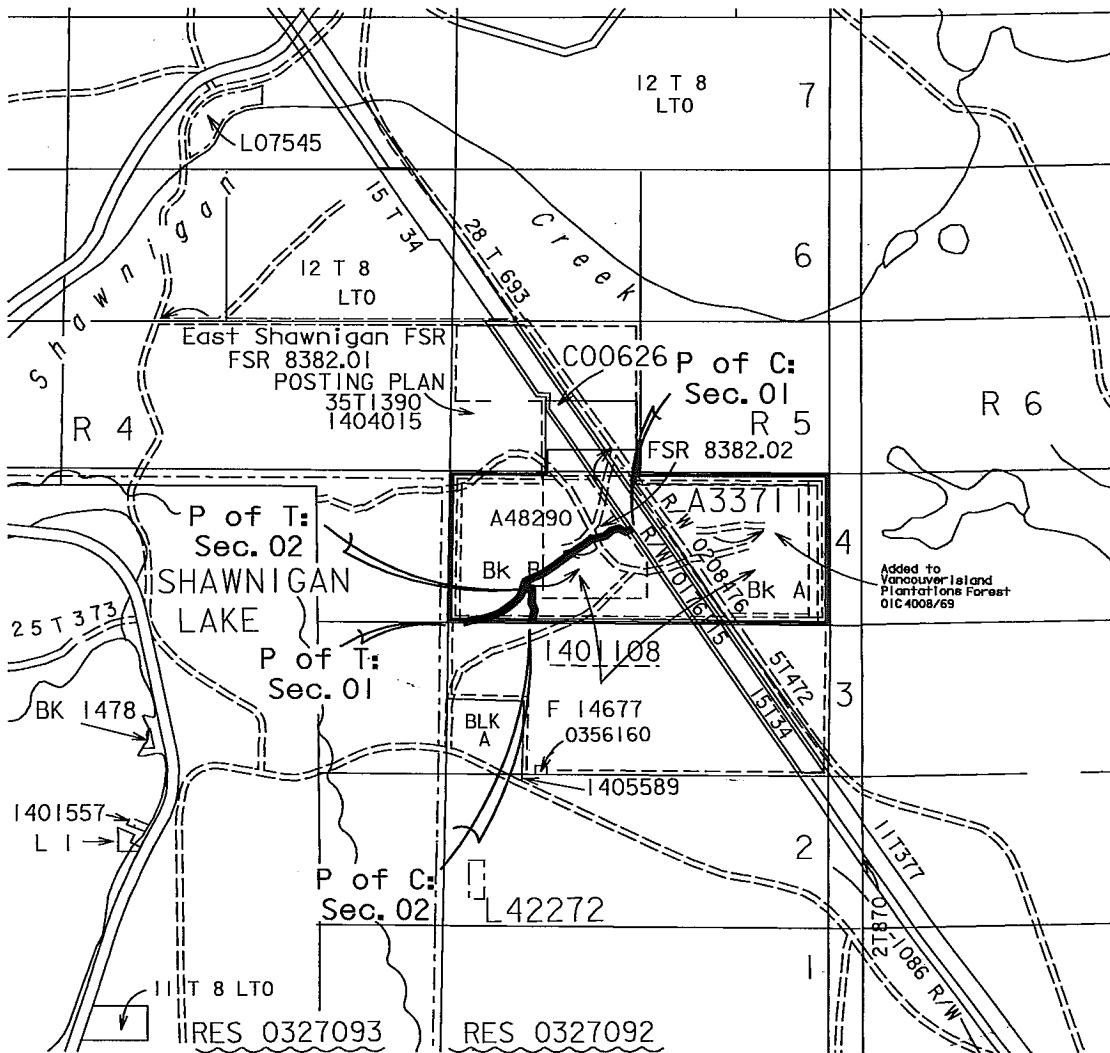 12 T 8
LTO
7
L07545
15 T 34
28 T 693
Shawnigan Creek
6
12 T 8
LTO
East Shawnigan FSR
FSR 8382.01
POSTING PLAN
35T1390
1404015
C00626
P of C:
Sec. 01
R 4
R 5
R 6
FSR 8382.02
A33711
P of T:
Sec. 02
A48290
R/W 0208476
R/W 076715
4
Bk B
Bk A
Added to
Vancouver Island
Plantations Forest
OIC 4008/69
SHAWNIGAN
LAKE
25T373
P of T:
Sec. 01
1401108
5T472
15T34
3
BK 1478
BLK
A
F 14677
0356160
1405589
1401557
L 1
2
11T377
P of C:
Sec. 02
L42272
2T870
1086 R/W
1
11 T 8 LTO
RES 0327093
RES 0327092